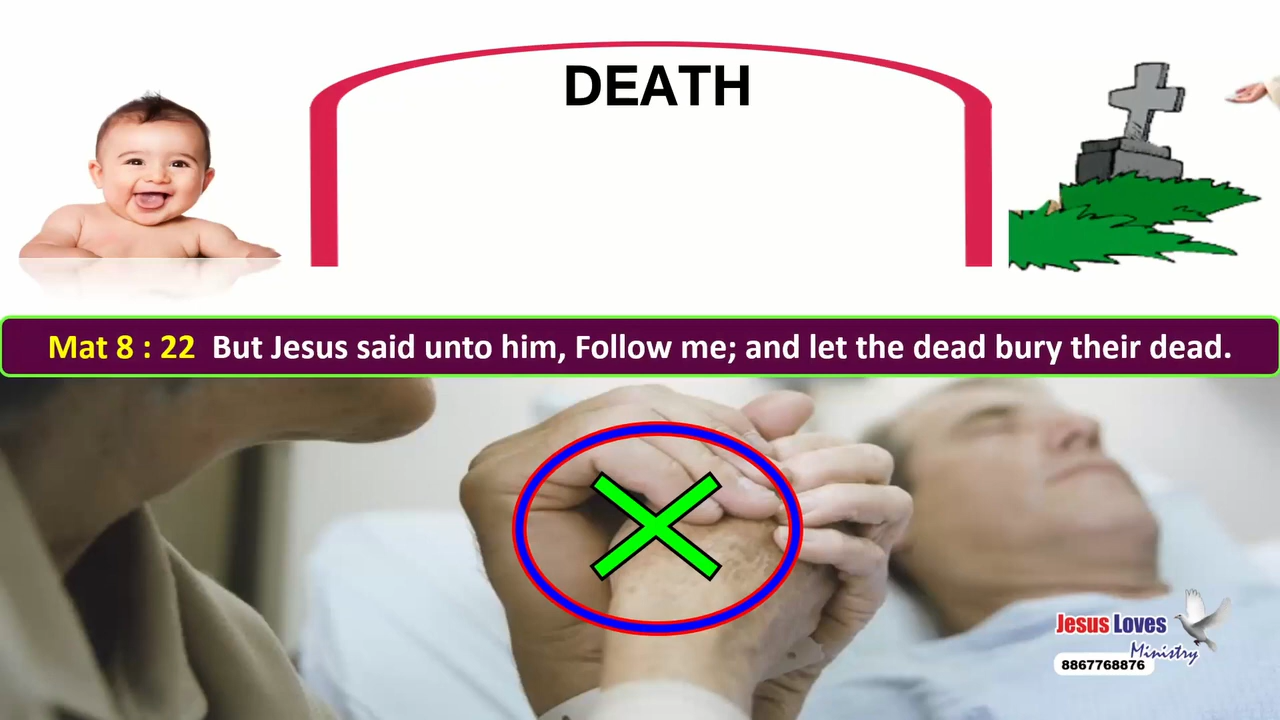 DEATH
Mat 8 : 22 But Jesus said unto him, Follow me; and let the dead bury their dead.
Jesus Loves
Ministry
8867768876